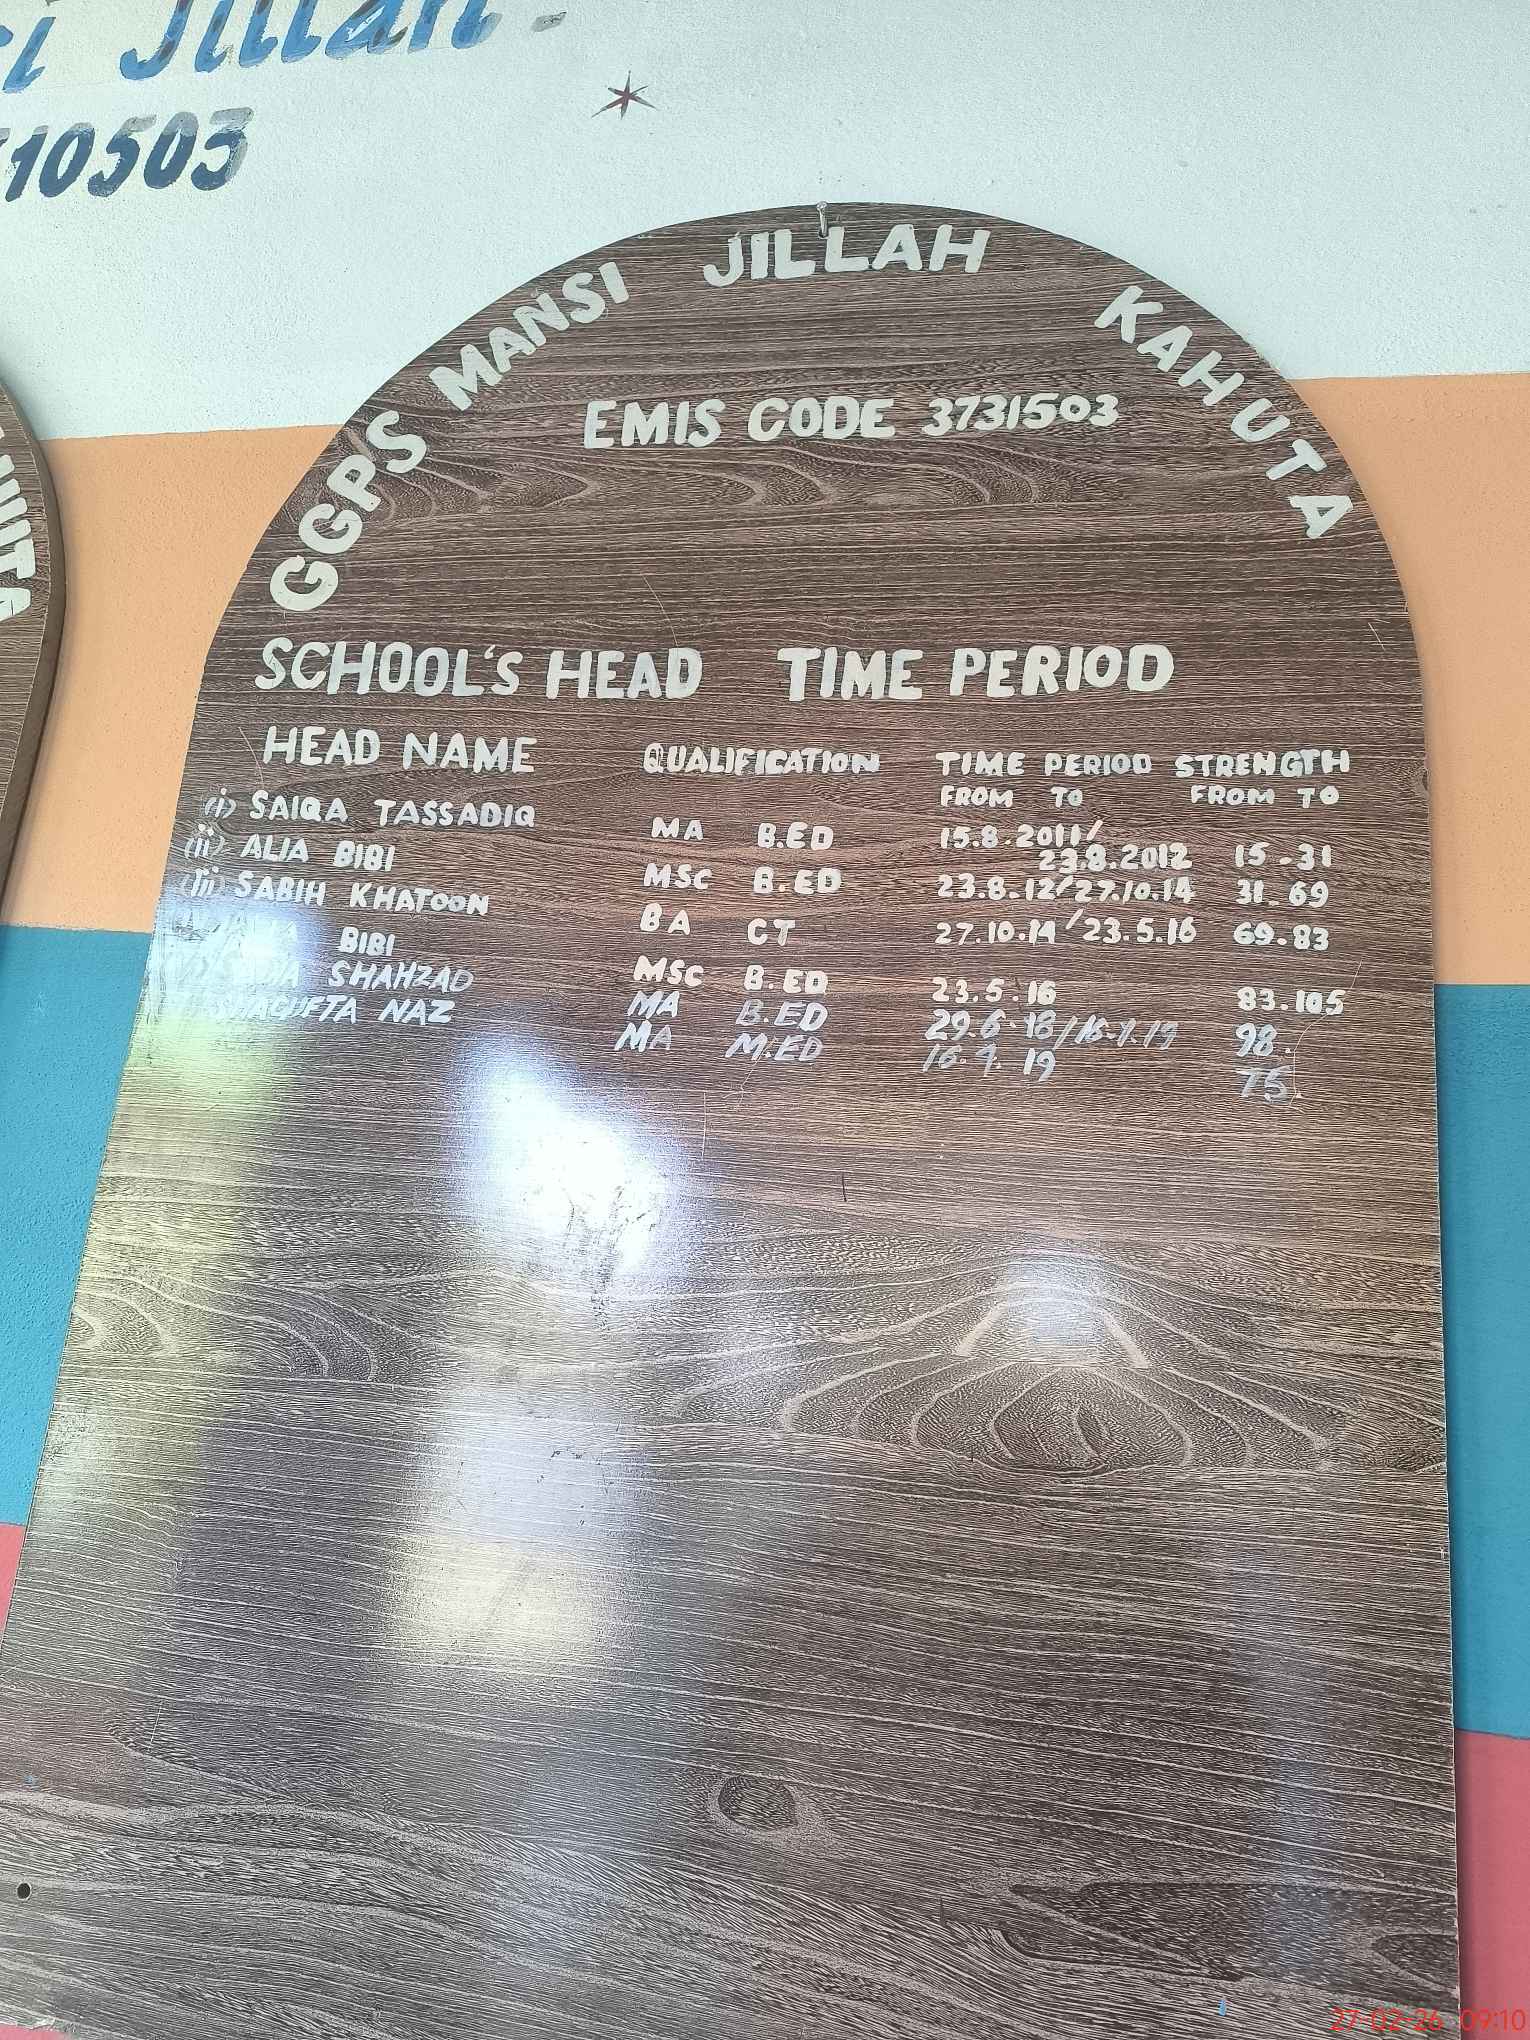 Jillah
10503
GGPS MANSI JILLAH KAHUTA
EMIS CODE 3731503
SCHOOL'S HEAD TIME PERIOD
HEAD NAME QUALIFICATION TIME PERIOD STRENGTH
FROM TO FROM TO
(i) SAIQA TASSADIQ MA B.ED 15.8.2011/
23.8.2012 15-31
(ii) ALIA BIBI MSC B.ED 23.8.12/27.10.14 31-69
(iii) SABIH KHATOON BA CT 27.10.14/23.5.16 69-83
BIBI MSC B.ED 23.5.16 83.105
SHAHZAD MA B.ED 29.6.18/ 98.
SHAGUFTA NAZ MA M.ED 19 75.
27-02-26 09:10